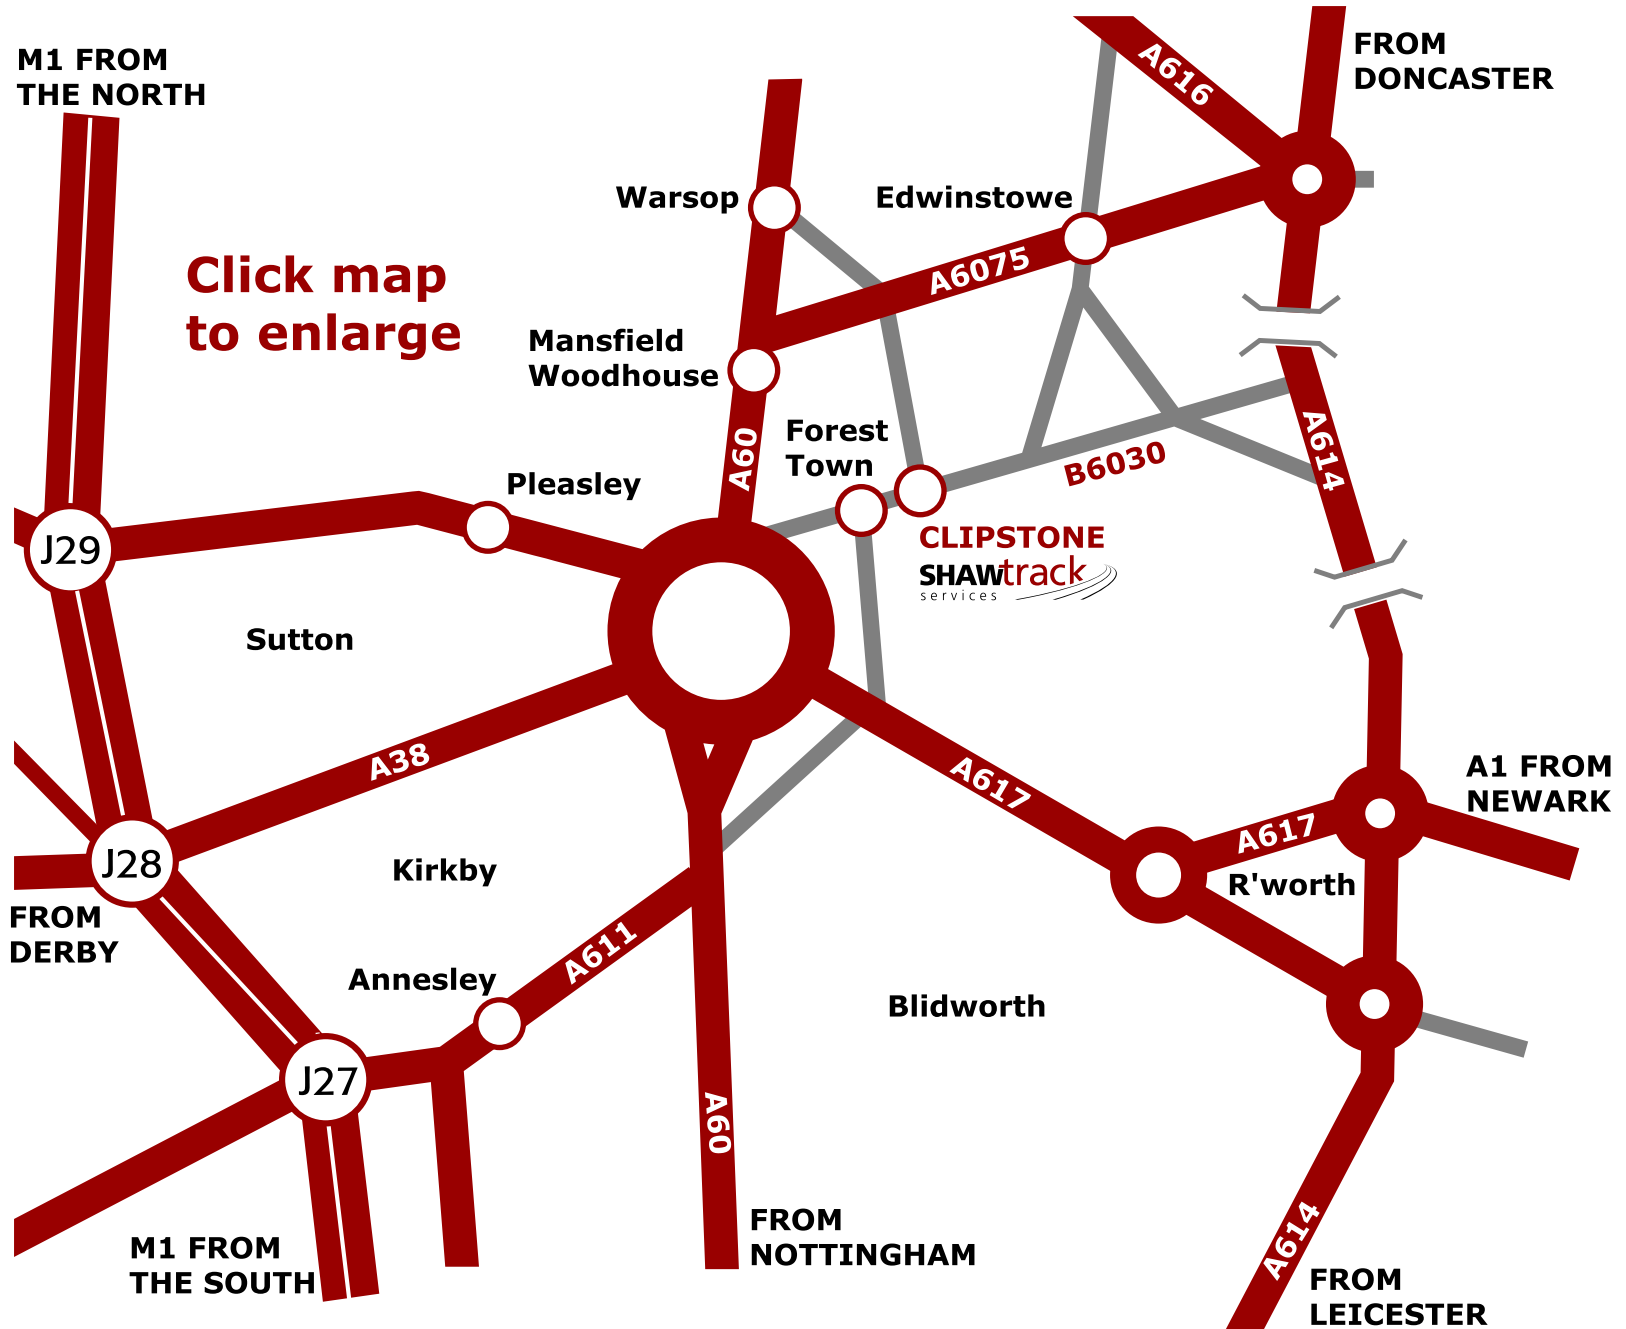 M1 FROM
THE NORTH
FROM
DONCASTER
A616
Warsop
Edwinstowe
Click map
to enlarge
A6075
Mansfield
Woodhouse
A60
Forest
Town
B6030
A614
Pleasley
J29
CLIPSTONE
SHAWtrack
services
Sutton
A38
A617
A1 FROM
NEWARK
A617
J28
Kirkby
R'worth
FROM
DERBY
A611
Annesley
Blidworth
J27
A60
FROM
NOTTINGHAM
M1 FROM
THE SOUTH
A614
FROM
LEICESTER